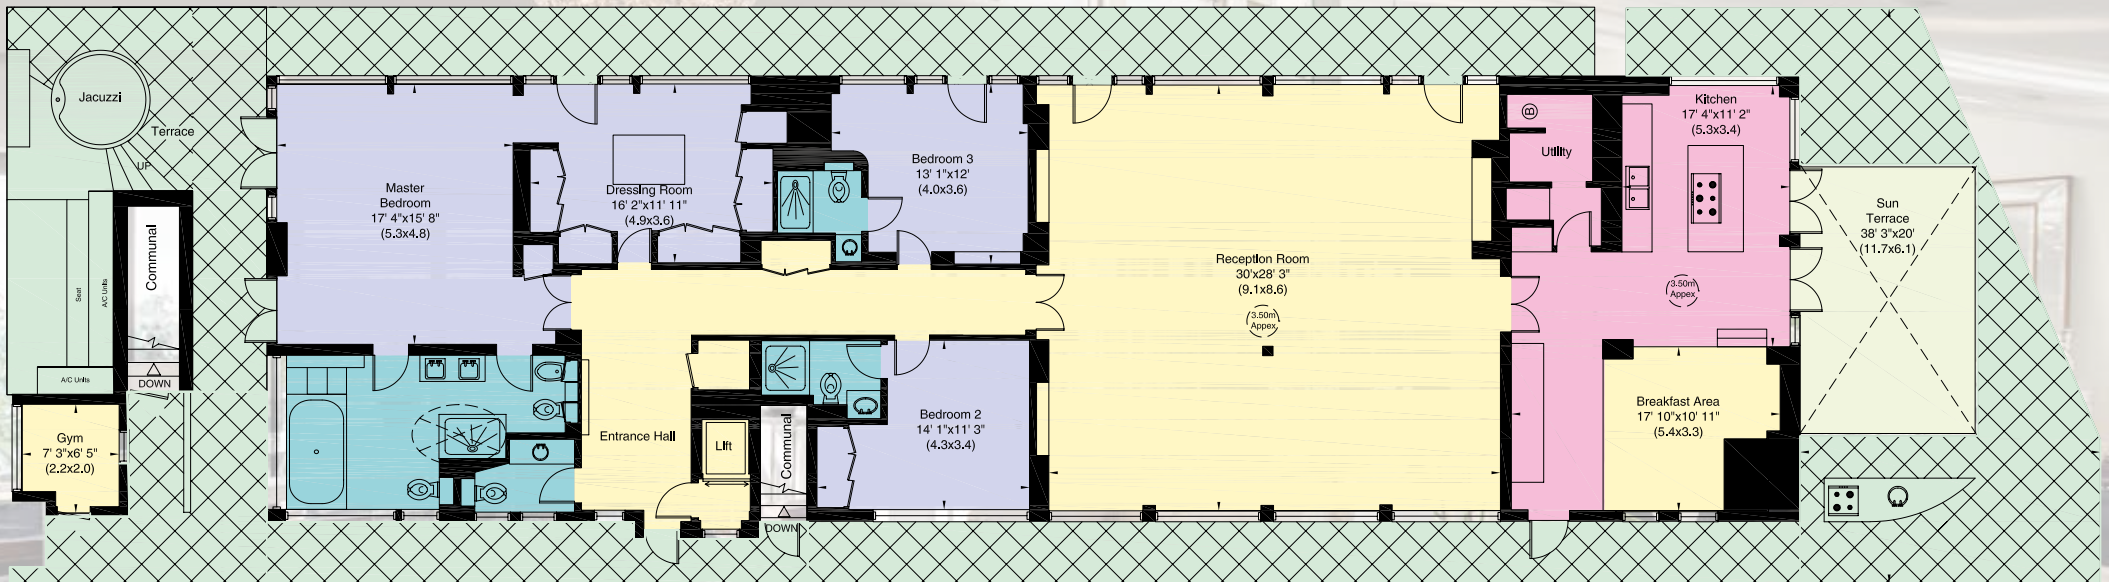 Jacuzzi
Terrace
UP
Communal
Seat
A/C Units
A/C Units
DOWN
Gym
7' 3"x6' 5"
(2.2x2.0)
Master
Bedroom
17' 4"x15' 8"
(5.3x4.8)
Dressing Room
16' 2"x11' 11"
(4.9x3.6)
Bedroom 3
13' 1"x12'
(4.0x3.6)
Entrance Hall
Lift
Communal
DOWN
Bedroom 2
14' 1"x11' 3"
(4.3x3.4)
Reception Room
30'x28' 3"
(9.1x8.6)
3.50m
Appex
B
Utility
Kitchen
17' 4"x11' 2"
(5.3x3.4)
3.50m
Appex
Breakfast Area
17' 10"x10' 11"
(5.4x3.3)
Sun
Terrace
38' 3"x20'
(11.7x6.1)